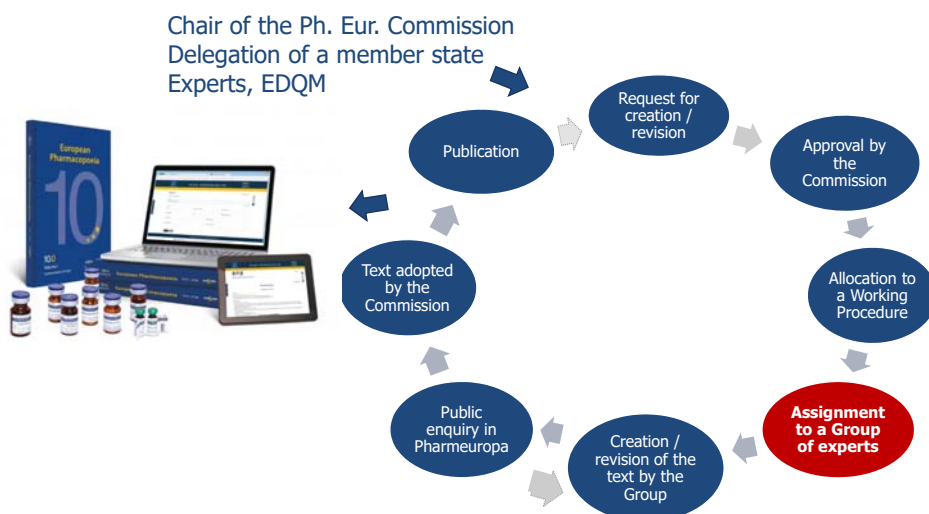 Chair of the Ph. Eur. Commission
Delegation of a member state
Experts, EDQM
Request for
creation /
revision
Approval by
the
Commission
Allocation to
a Working
Procedure
Assignment
to a Group
of experts
Creation /
revision of the
text by the
Group
Public
enquiry in
Pharmeuropa
Text adopted
by the
Commission
Publication
European
Pharmacopoeia
10
10.0